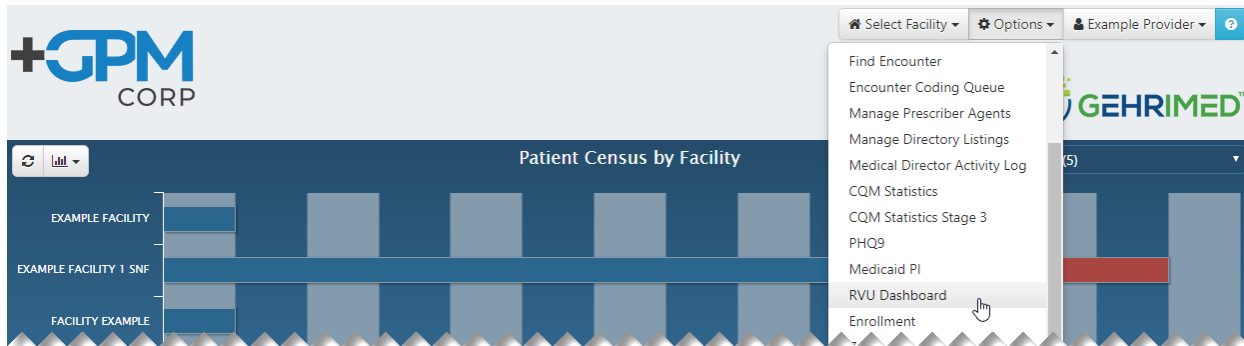 Select Facility
Options
Example Provider
+GPM
CORP
GEHRIMED™
Find Encounter
Encounter Coding Queue
Manage Prescriber Agents
Manage Directory Listings
Medical Director Activity Log
CQM Statistics
CQM Statistics Stage 3
PHQ9
Medicaid PI
RVU Dashboard
Enrollment
Patient Census by Facility
(5)
EXAMPLE FACILITY
EXAMPLE FACILITY 1 SNF
FACILITY EXAMPLE